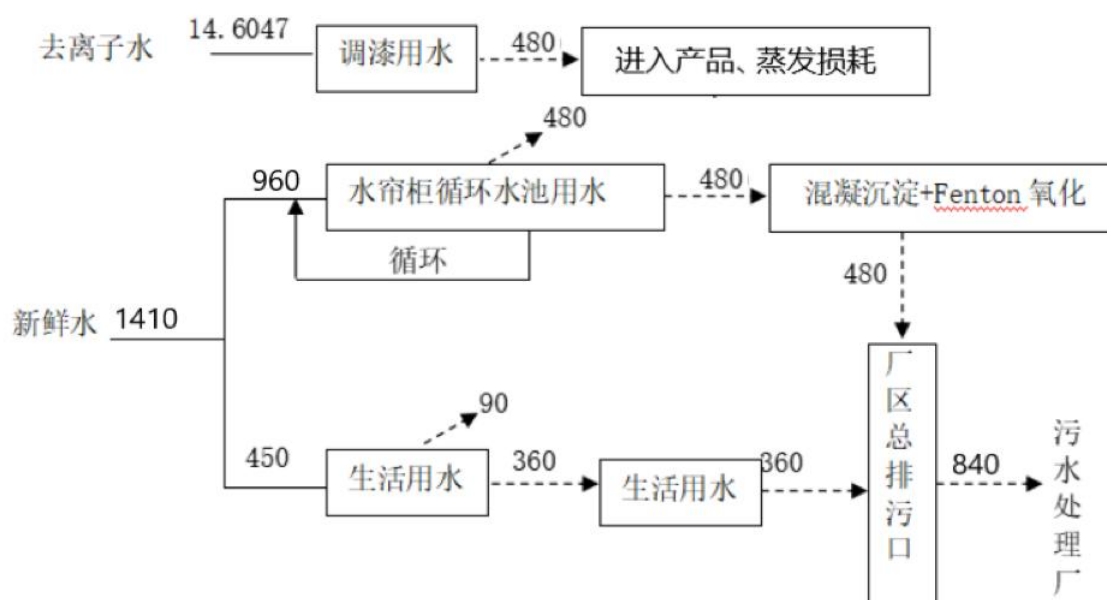 去离子水 14.6047 调漆用水 480 进入产品、蒸发损耗
480
960 水帘柜循环水池用水 480 混凝沉淀+Fenton 氧化
循环
480
新鲜水 1410
90
450 生活用水 360 生活用水 360 厂区总排污口 840 污水处理厂